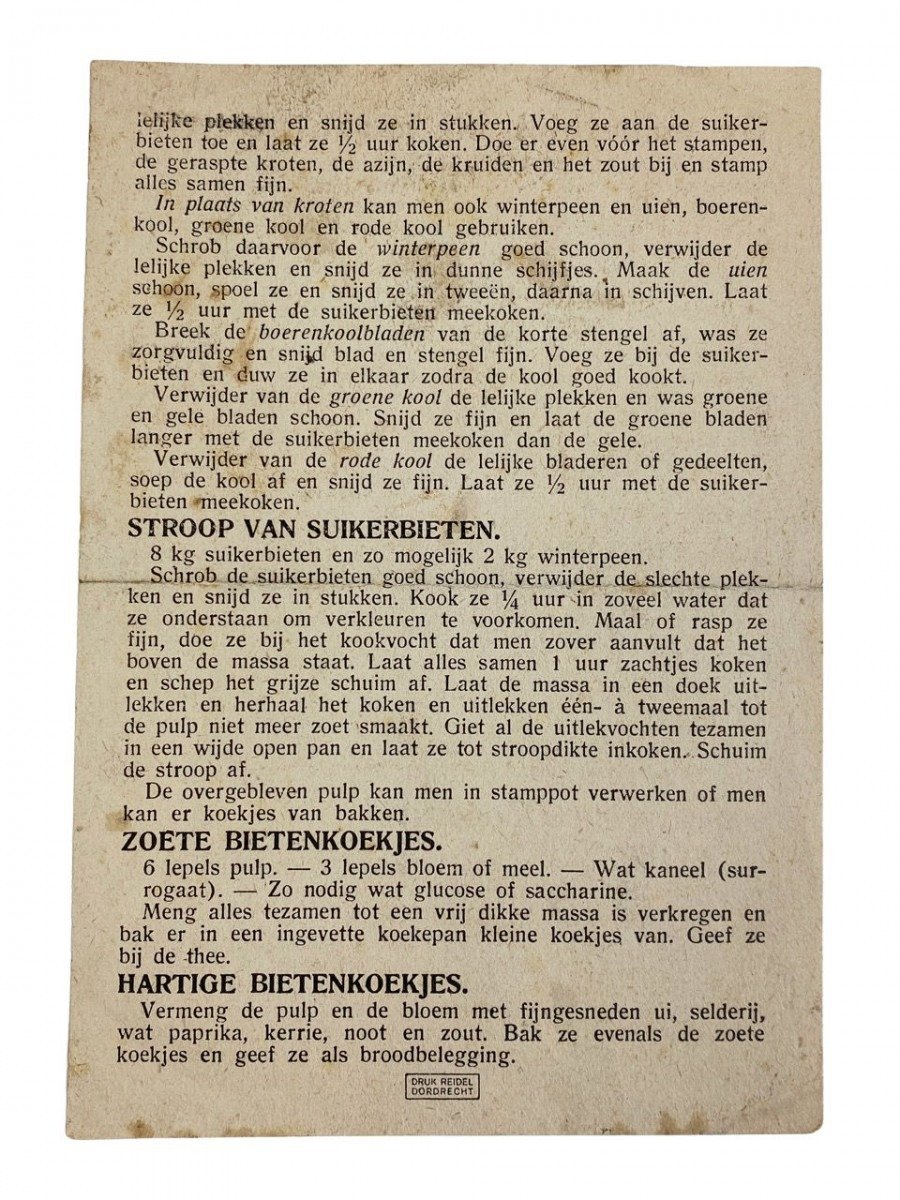 lelijke plekken en snijd ze in stukken. Voeg ze aan de suiker-
bieten toe en laat ze ½ uur koken. Doe er even vóór het stampen,
de geraspte kroten, de azijn, de kruiden en het zout bij en stamp
alles samen fijn.
In plaats van kroten kan men ook winterpeen en uien, boeren-
kool, groene kool en rode kool gebruiken.
Schrob daarvoor de winterpeen goed schoon, verwijder de
lelijke plekken en snijd ze in dunne schijfjes. Maak de uien
schoon, spoel ze en snijd ze in tweeën, daarna in schijven. Laat
ze ½ uur met de suikerbieten meekoken.
Breek de boerenkoolbladen van de korte stengel af, was ze
zorgvuldig en snijd blad en stengel fijn. Voeg ze bij de suiker-
bieten en duw ze in elkaar zodra de kool goed kookt.
Verwijder van de groene kool de lelijke plekken en was groene
en gele bladen schoon. Snijd ze fijn en laat de groene bladen
langer met de suikerbieten meekoken dan de gele.
Verwijder van de rode kool de lelijke bladeren of gedeelten,
soep de kool af en snijd ze fijn. Laat ze ½ uur met de suiker-
bieten meekoken.
STROOP VAN SUIKERBIETEN.
8 kg suikerbieten en zo mogelijk 2 kg winterpeen.
Schrob de suikerbieten goed schoon, verwijder de slechte plek-
ken en snijd ze in stukken. Kook ze ¼ uur in zoveel water dat
ze onderstaan om verkleuren te voorkomen. Maal of rasp ze
fijn, doe ze bij het kookvocht dat men zover aanvult dat het
boven de massa staat. Laat alles samen 1 uur zachtjes koken
en schep het grijze schuim af. Laat de massa in een doek uit-
lekken en herhaal het koken en uitlekken één- à tweemaal tot
de pulp niet meer zoet smaakt. Giet al de uitlekvochten tezamen
in een wijde open pan en laat ze tot stroopdikte inkoken. Schuim
de stroop af.
De overgebleven pulp kan men in stamppot verwerken of men
kan er koekjes van bakken.
ZOETE BIETENKOEKJES.
6 lepels pulp. — 3 lepels bloem of meel. — Wat kaneel (sur-
rogaat). — Zo nodig wat glucose of saccharine.
Meng alles tezamen tot een vrij dikke massa is verkregen en
bak er in een ingevette koekepan kleine koekjes van. Geef ze
bij de thee.
HARTIGE BIETENKOEKJES.
Vermeng de pulp en de bloem met fijngesneden ui, selderij,
wat paprika, kerrie, noot en zout. Bak ze evenals de zoete
koekjes en geef ze als broodbelegging.
DRUK REIDEL
DORDRECHT